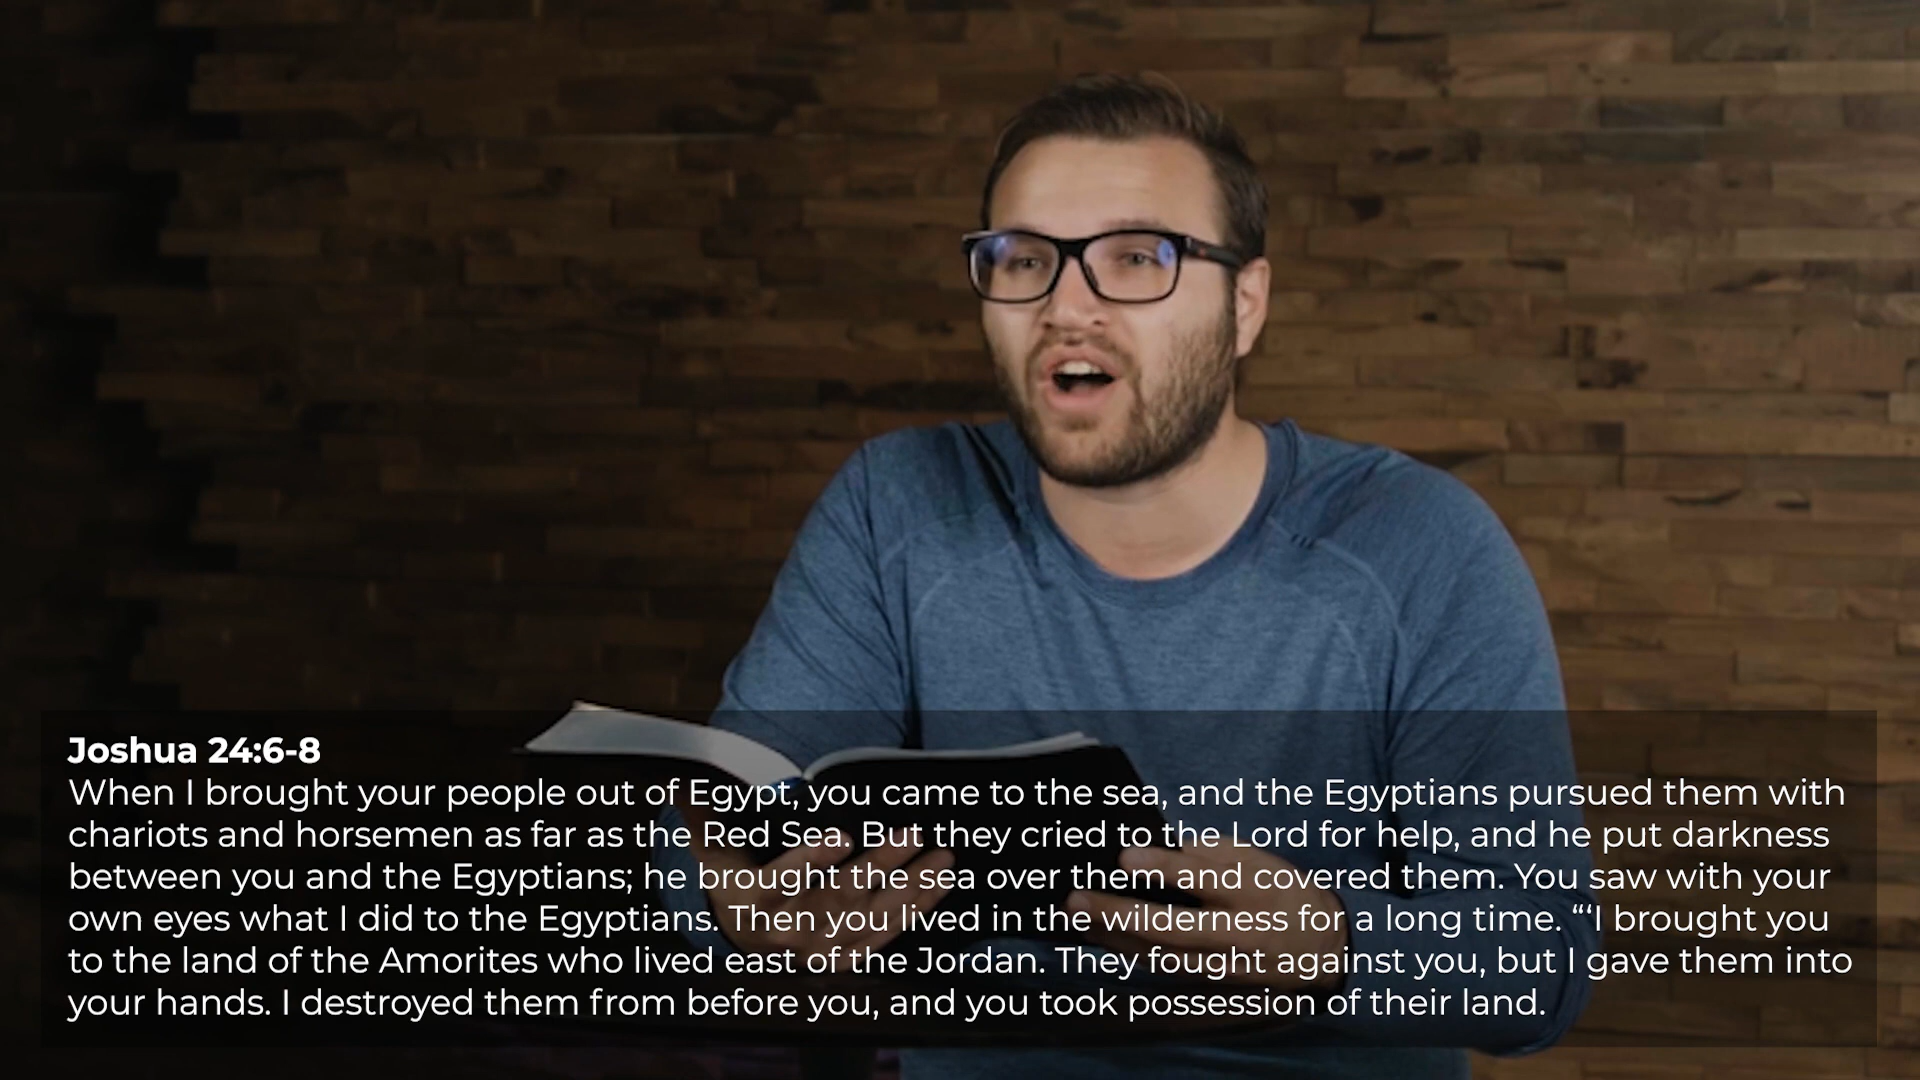 Joshua 24:6-8
When I brought your people out of Egypt, you came to the sea, and the Egyptians pursued them with
chariots and horsemen as far as the Red Sea. But they cried to the Lord for help, and he put darkness
between you and the Egyptians; he brought the sea over them and covered them. You saw with your
own eyes what I did to the Egyptians. Then you lived in the wilderness for a long time. “‘I brought you
to the land of the Amorites who lived east of the Jordan. They fought against you, but I gave them into
your hands. I destroyed them from before you, and you took possession of their land.